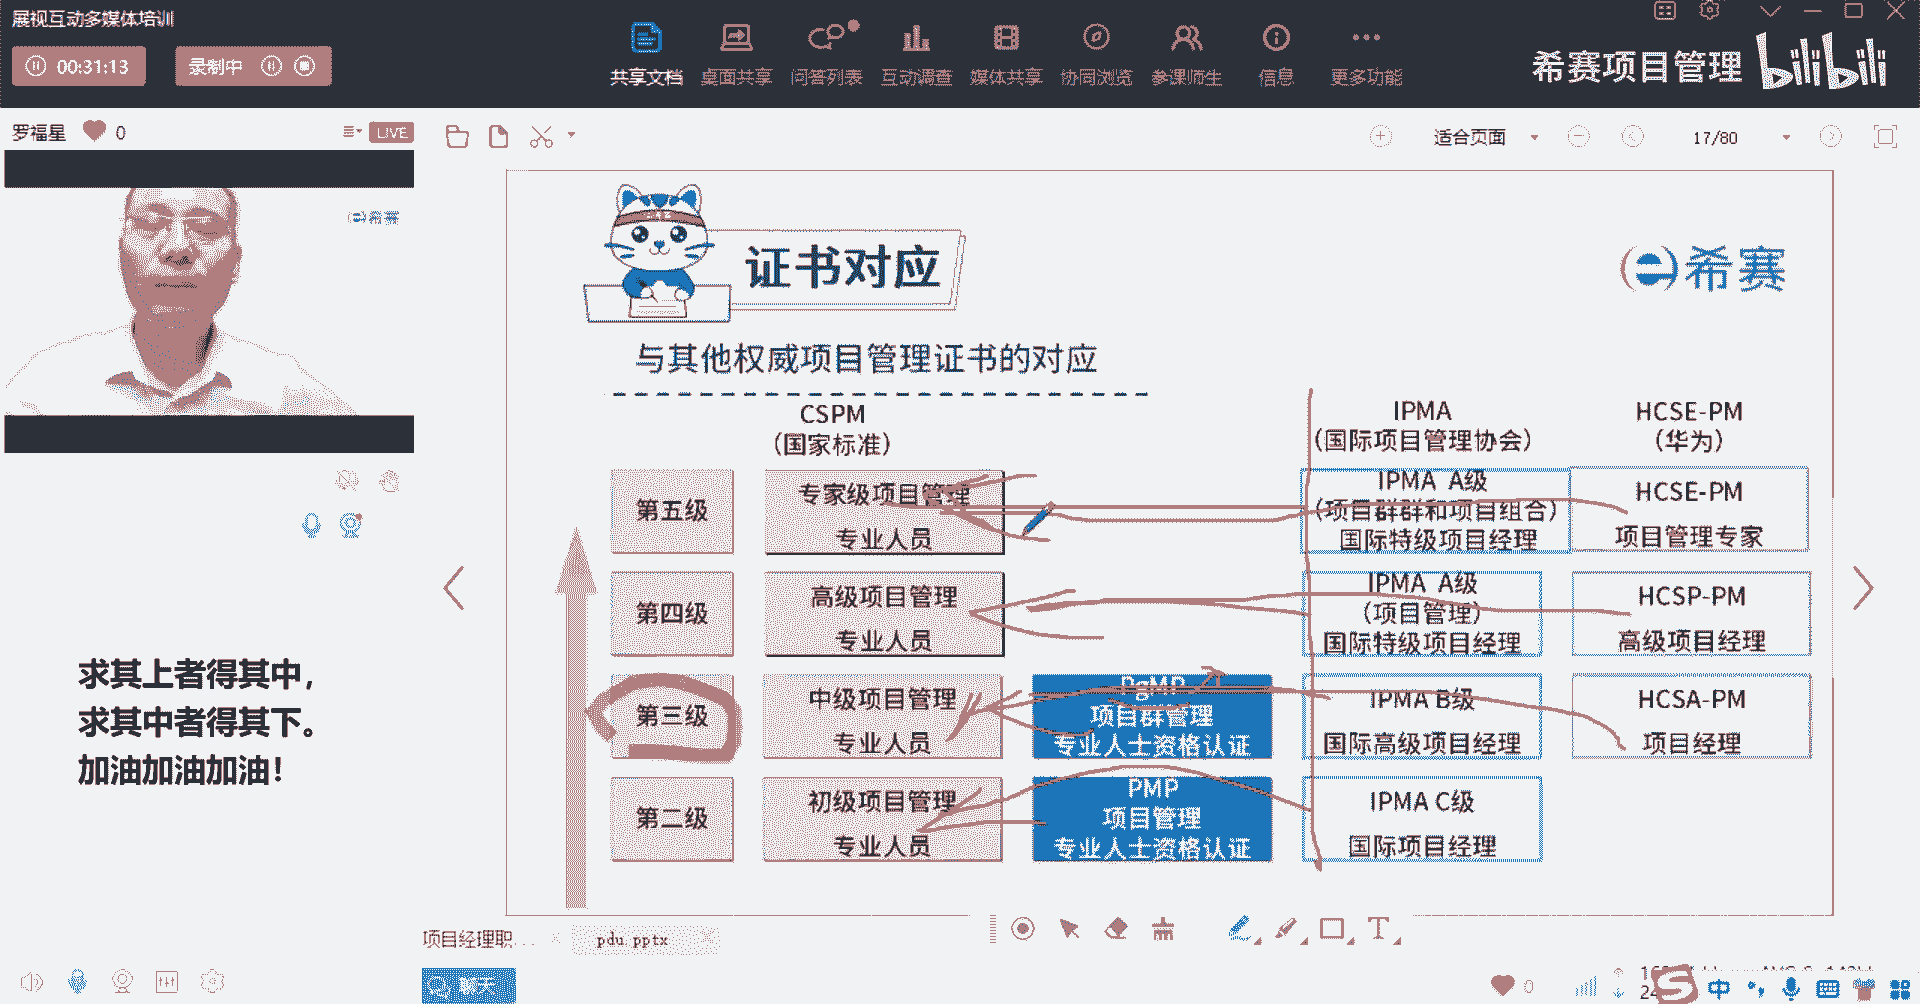 展视互动多媒体培训
00:31:13
录制中
共享文档
桌面共享
问答列表
互动调查
媒体共享
协同浏览
参课师生
信息
更多功能
希赛项目管理
bilibili
罗福星
0
LIVE
适合页面
17/80
希赛
证书对应
希赛
与其他权威项目管理证书的对应
CSPM
（国家标准）
IPMA
（国际项目管理协会）
HCSE-PM
（华为）
第五级
专家级项目管理
专业人员
IPMA A级
（项目群群和项目组合）
国际特级项目经理
HCSE-PM
项目管理专家
第四级
高级项目管理
专业人员
IPMA A级
（项目管理）
国际特级项目经理
HCSP-PM
高级项目经理
第三级
中级项目管理
专业人员
PgMP
项目群管理
专业人士资格认证
IPMA B级
国际高级项目经理
HCSA-PM
项目经理
第二级
初级项目管理
专业人员
PMP
项目管理
专业人士资格认证
IPMA C级
国际项目经理
求其上者得其中，
求其中者得其下。
加油加油加油！
项目经理职...
pdu.pptx
聊天
0
中